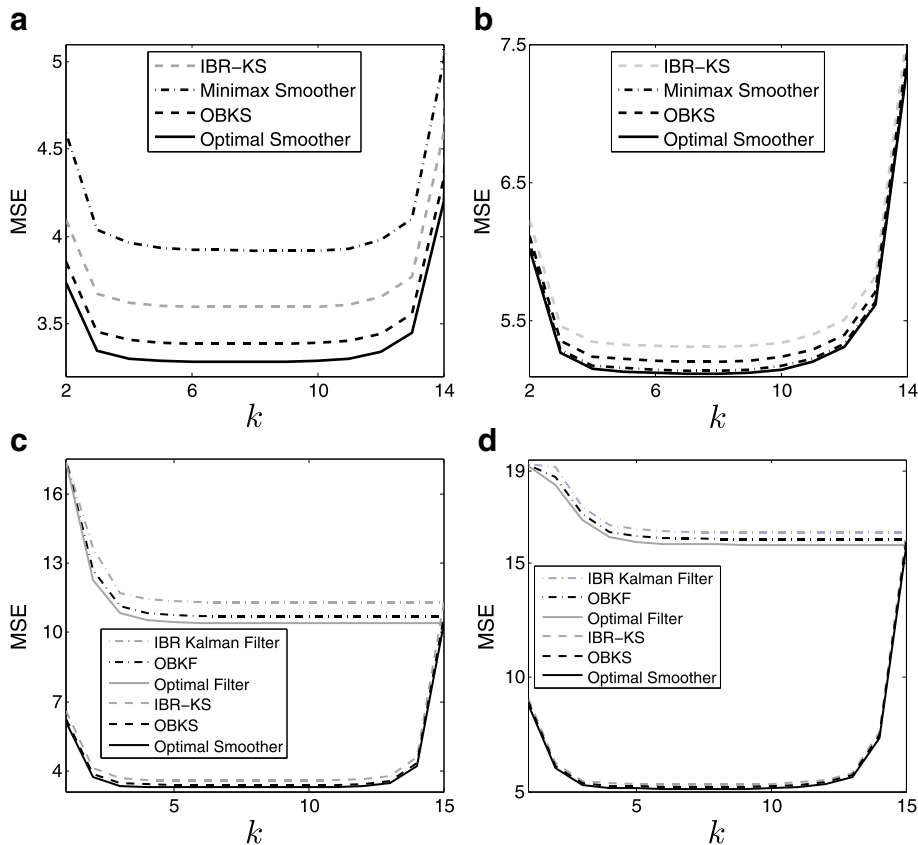 a
MSE
5
4.5
4
3.5
2
6
10
14
k
IBR−KS
Minimax Smoother
OBKS
Optimal Smoother
b
MSE
7.5
6.5
5.5
2
6
10
14
k
IBR−KS
Minimax Smoother
OBKS
Optimal Smoother
c
MSE
16
13
10
7
4
5
10
15
k
IBR Kalman Filter
OBKF
Optimal Filter
IBR−KS
OBKS
Optimal Smoother
d
MSE
19
15
10
5
5
10
15
k
IBR Kalman Filter
OBKF
Optimal Filter
IBR−KS
OBKS
Optimal Smoother